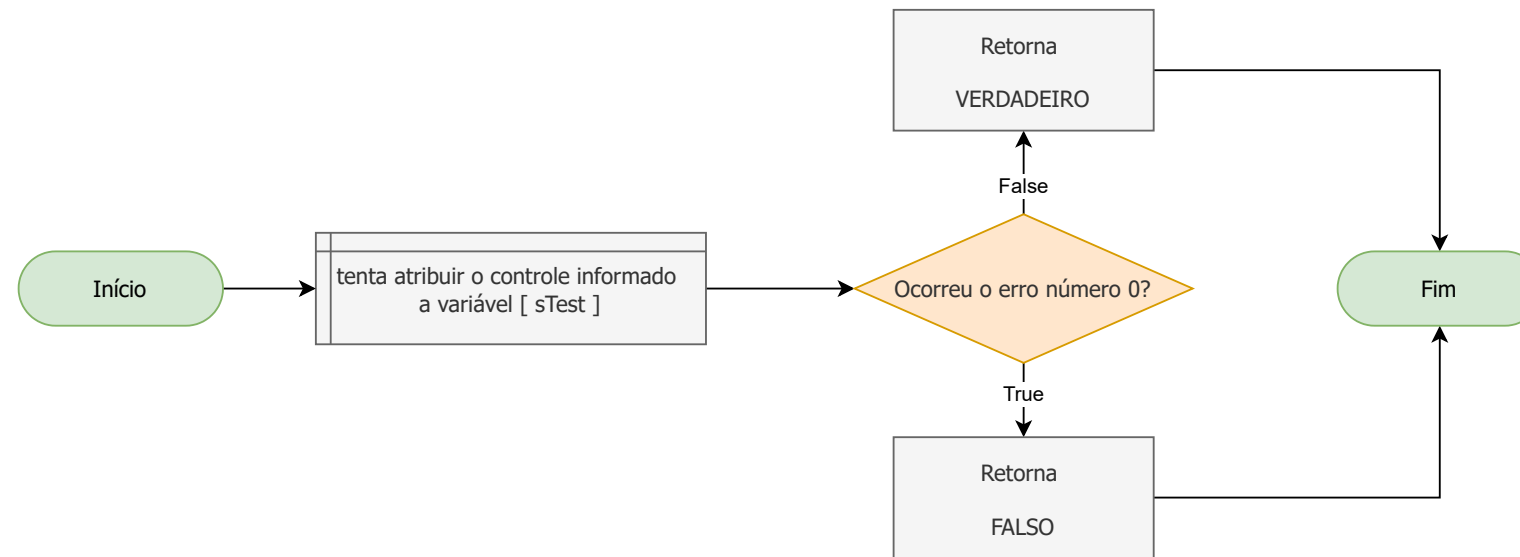 Início
tenta atribuir o controle informado
a variável [ sTest ]
Ocorreu o erro número 0?
False
Retorna
VERDADEIRO
True
Retorna
FALSO
Fim